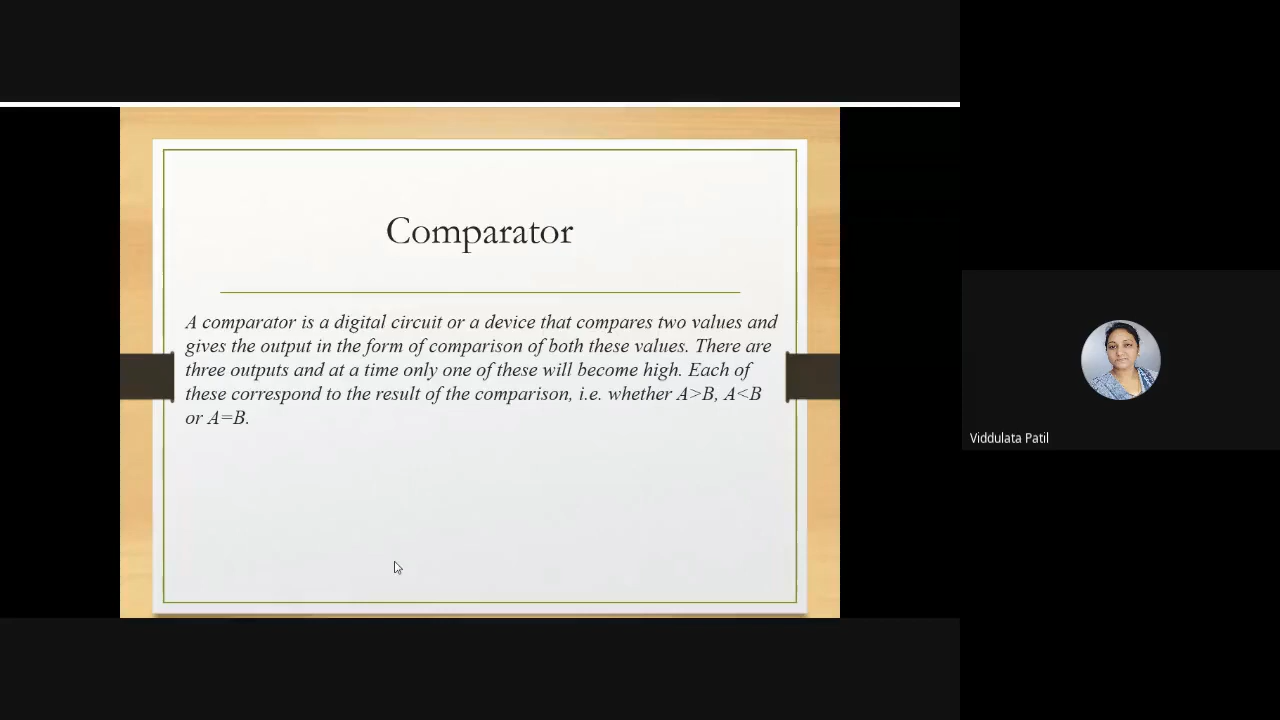 Comparator
A comparator is a digital circuit or a device that compares two values and
gives the output in the form of comparison of both these values. There are
three outputs and at a time only one of these will become high. Each of
these correspond to the result of the comparison, i.e. whether A>B, A<B
or A=B.
Viddulata Patil